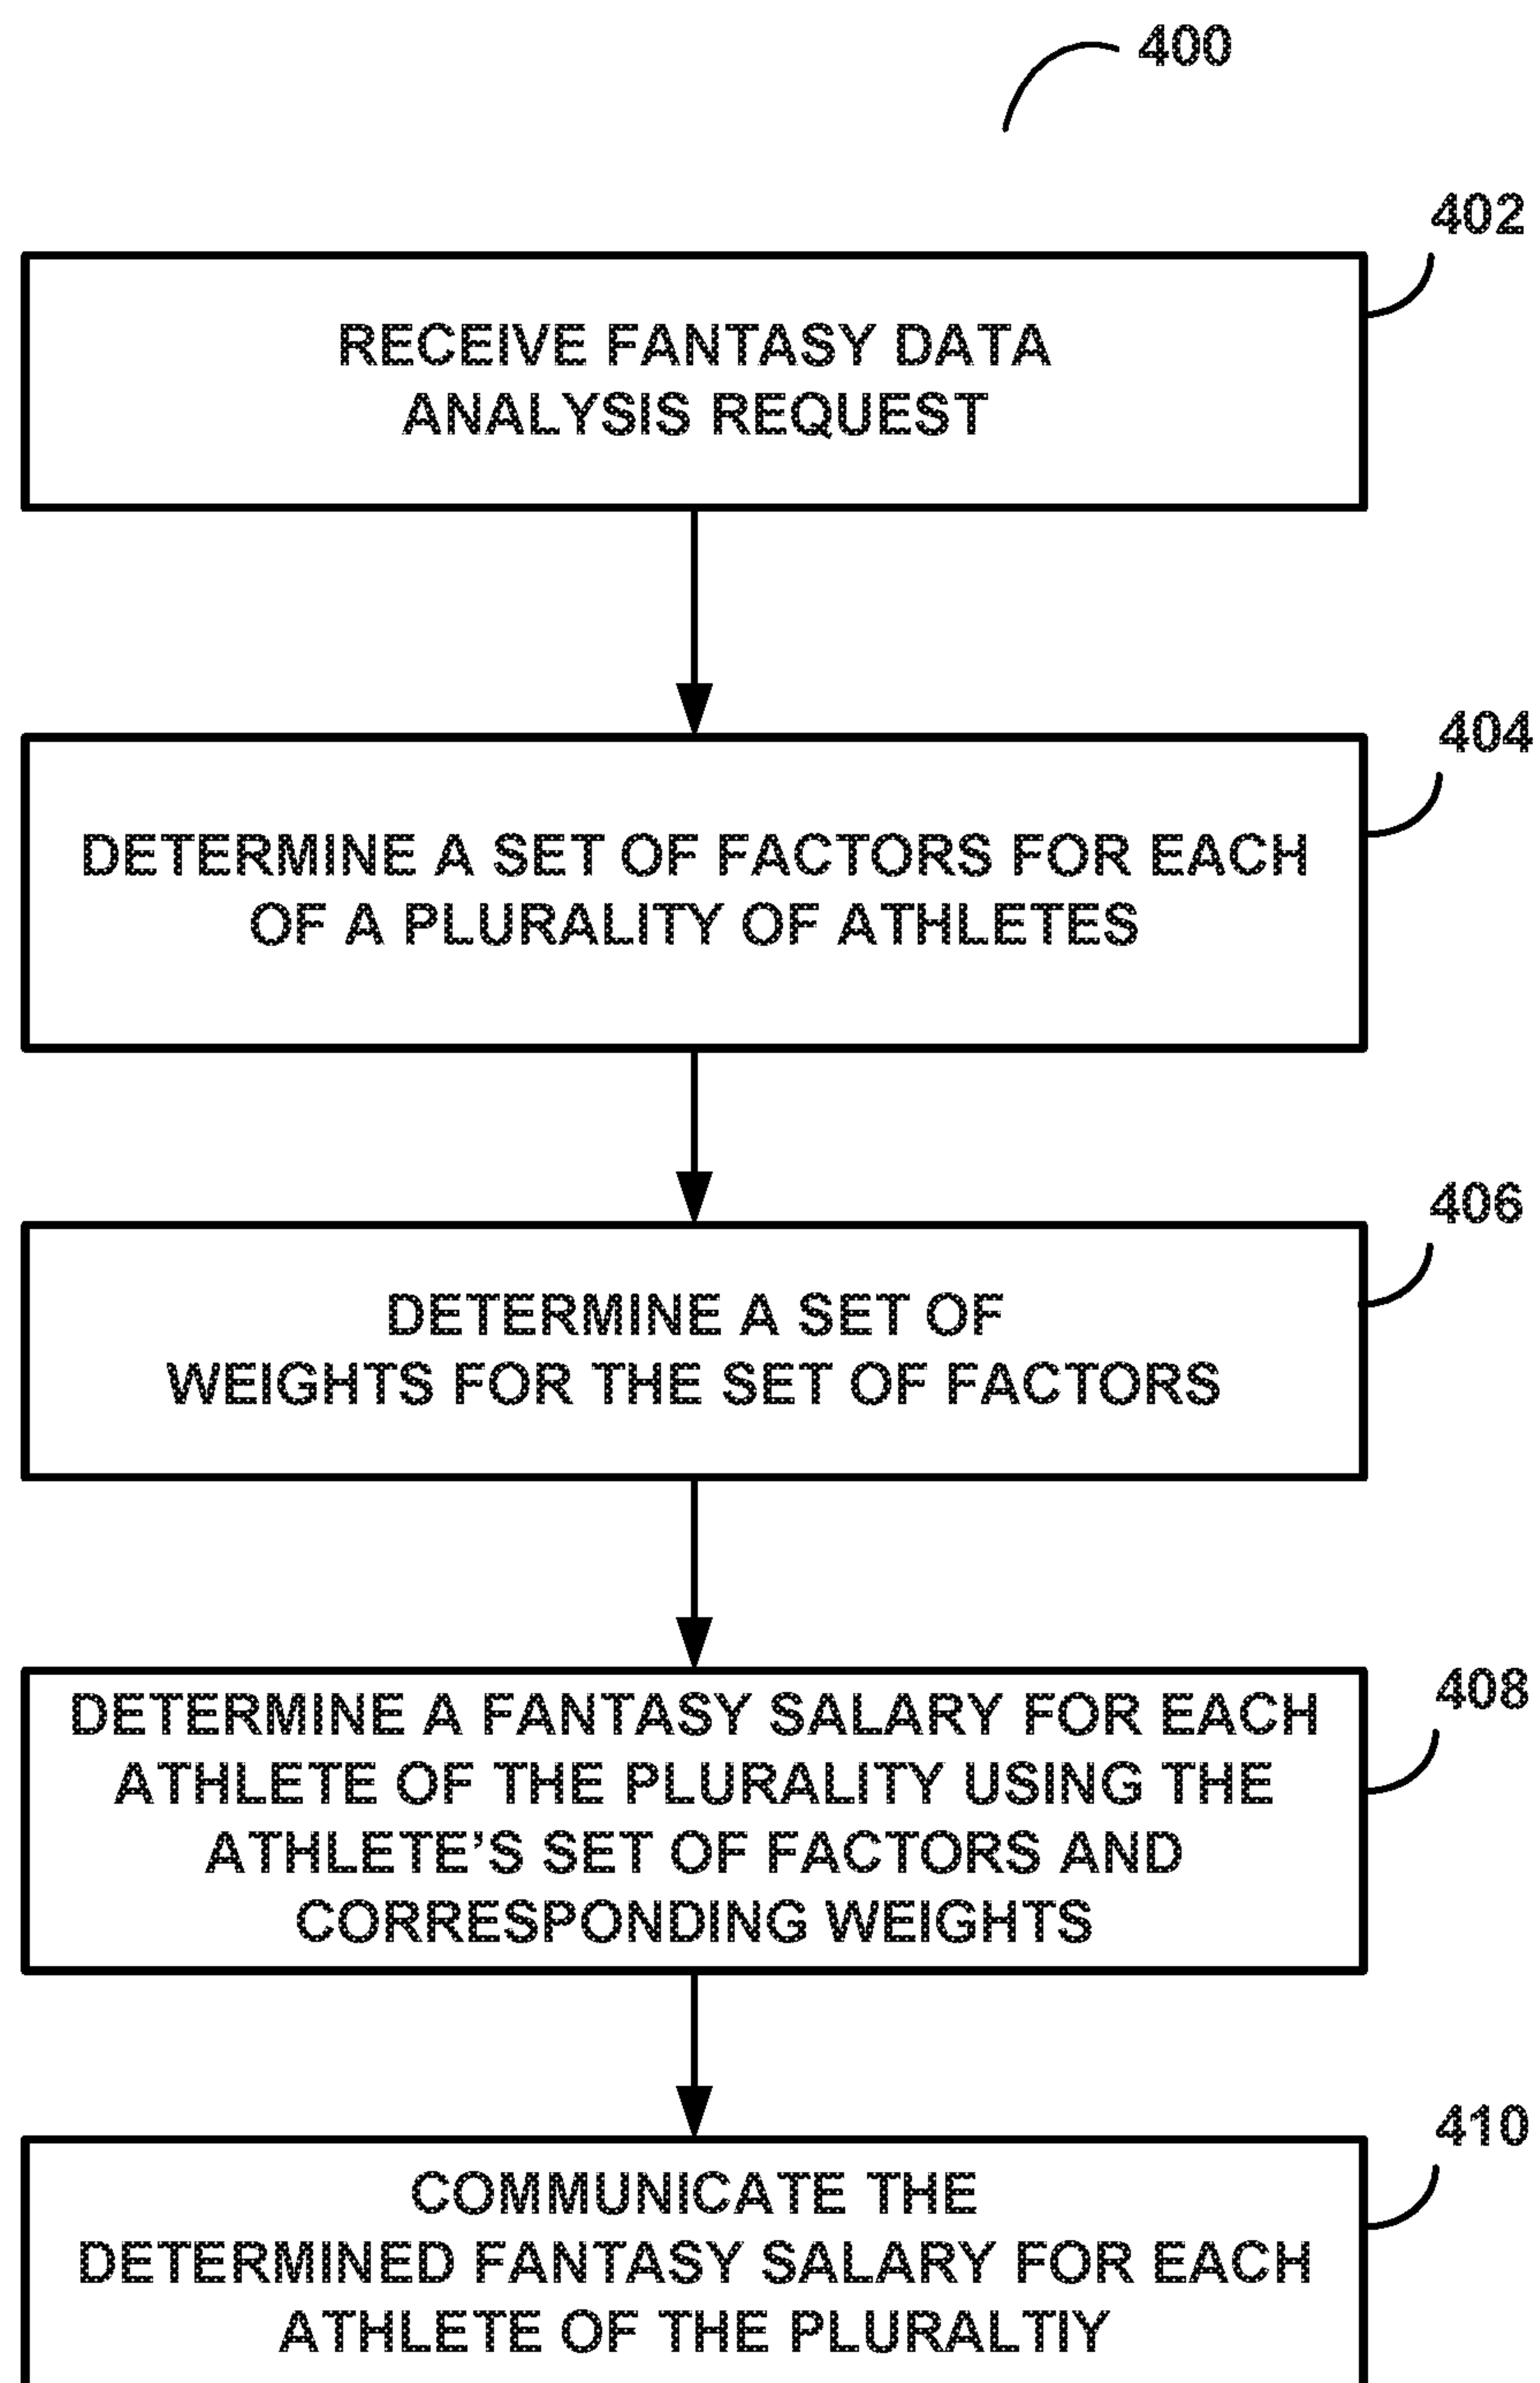 400
402
RECEIVE FANTASY DATA
ANALYSIS REQUEST
404
DETERMINE A SET OF FACTORS FOR EACH
OF A PLURALITY OF ATHLETES
406
DETERMINE A SET OF
WEIGHTS FOR THE SET OF FACTORS
408
DETERMINE A FANTASY SALARY FOR EACH
ATHLETE OF THE PLURALITY USING THE
ATHLETE'S SET OF FACTORS AND
CORRESPONDING WEIGHTS
410
COMMUNICATE THE
DETERMINED FANTASY SALARY FOR EACH
ATHLETE OF THE PLURALTIY